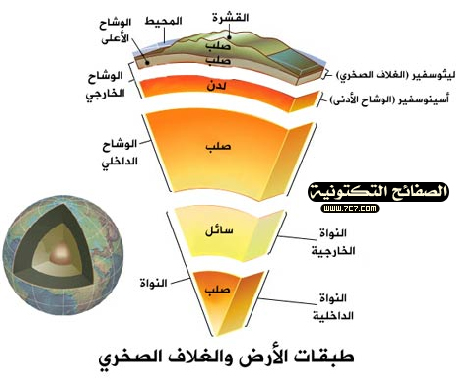 القشرة
المحيط
الوشاح
الأعلى
صلب
صلب
ليثوسفير (الغلاف الصخري)
الوشاح
الخارجي
لدن
أسينوسفير (الوشاح الأدنى)
الوشاح
الداخلي
صلب
الصفائح التكتونية
www.7C7.com
سائل
النواة
الخارجية
النواة
صلب
النواة
الداخلية
طبقات الأرض والغلاف الصخري